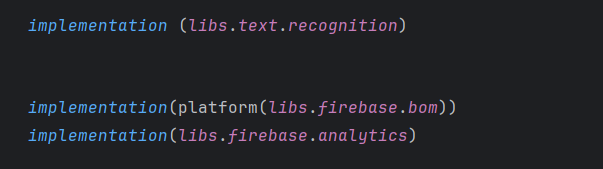 implementation (libs.text.recognition)
implementation(platform(libs.firebase.bom))
implementation(libs.firebase.analytics)